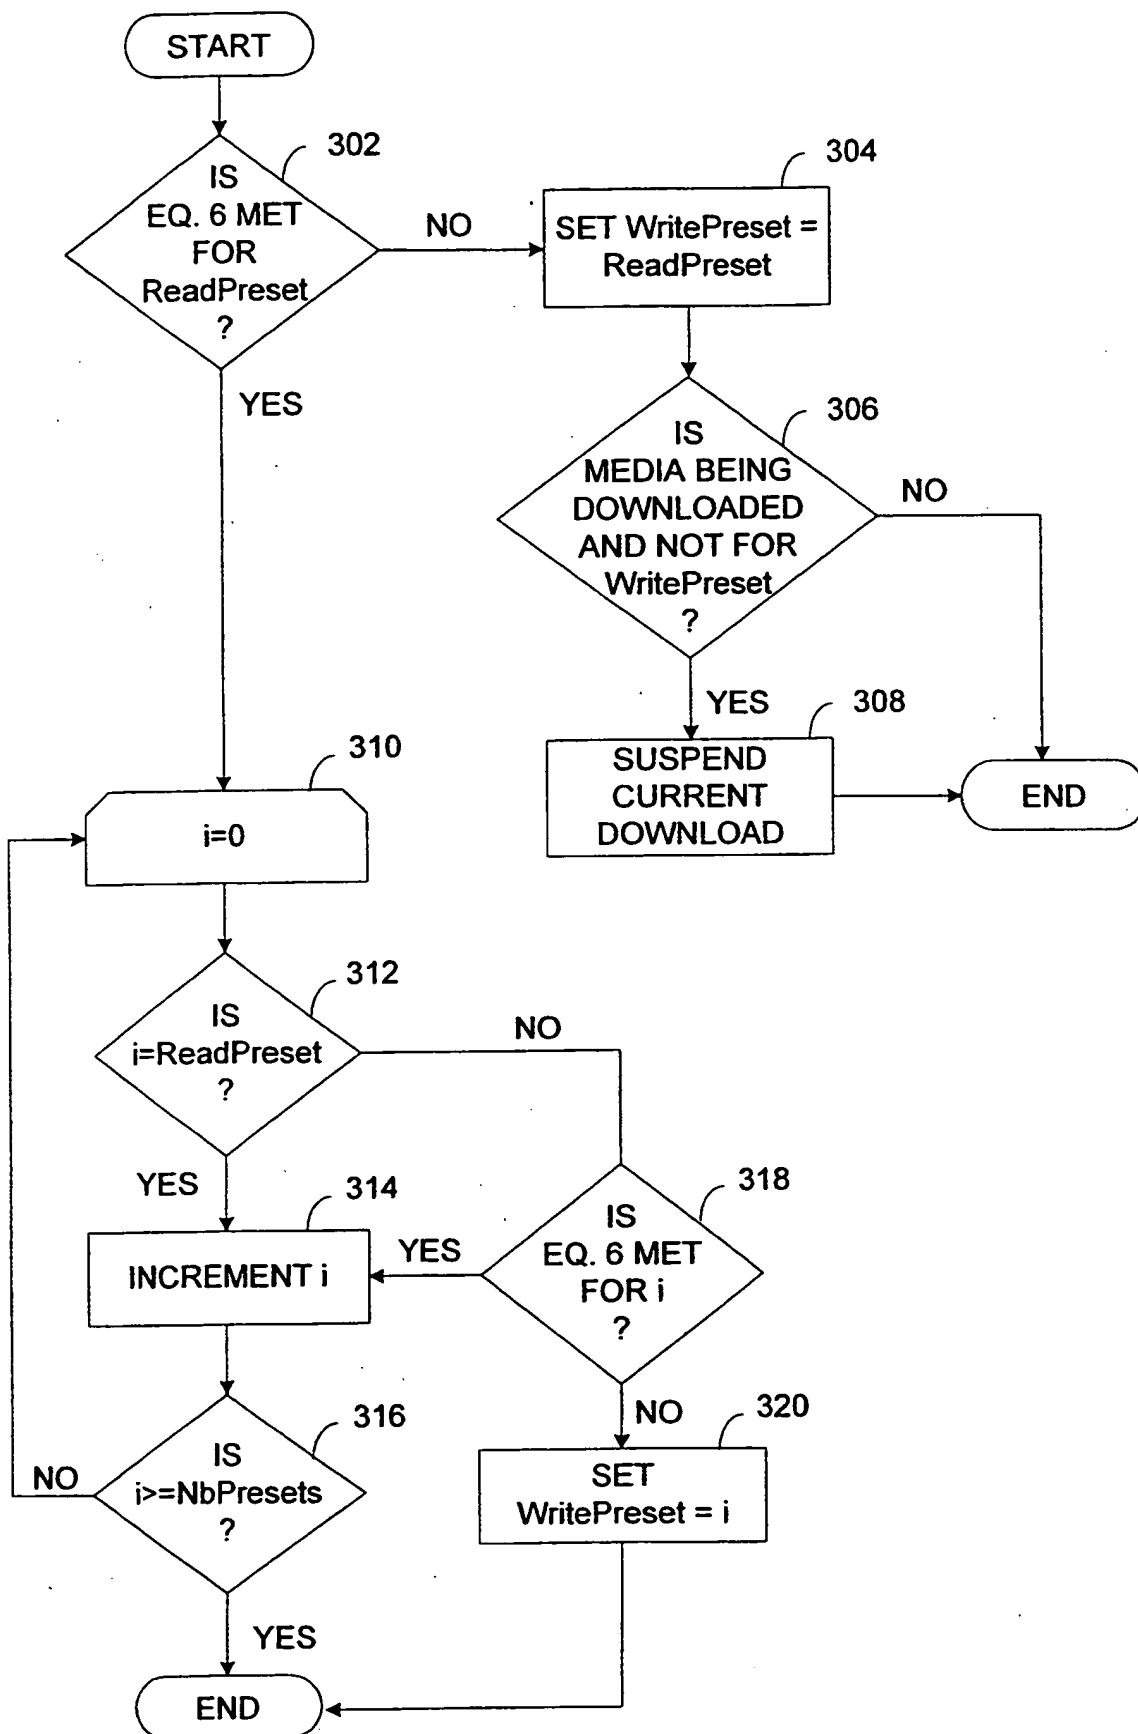 START
302
IS
EQ. 6 MET
FOR
ReadPreset
?
NO
304
SET WritePreset =
ReadPreset
YES
306
IS
MEDIA BEING
DOWNLOADED
AND NOT FOR
WritePreset
?
NO
YES
308
SUSPEND
CURRENT
DOWNLOAD
END
310
i=0
312
IS
i=ReadPreset
?
NO
YES
314
INCREMENT i
YES
318
IS
EQ. 6 MET
FOR i
?
316
IS
i>=NbPresets
?
NO
NO
320
SET
WritePreset = i
YES
END